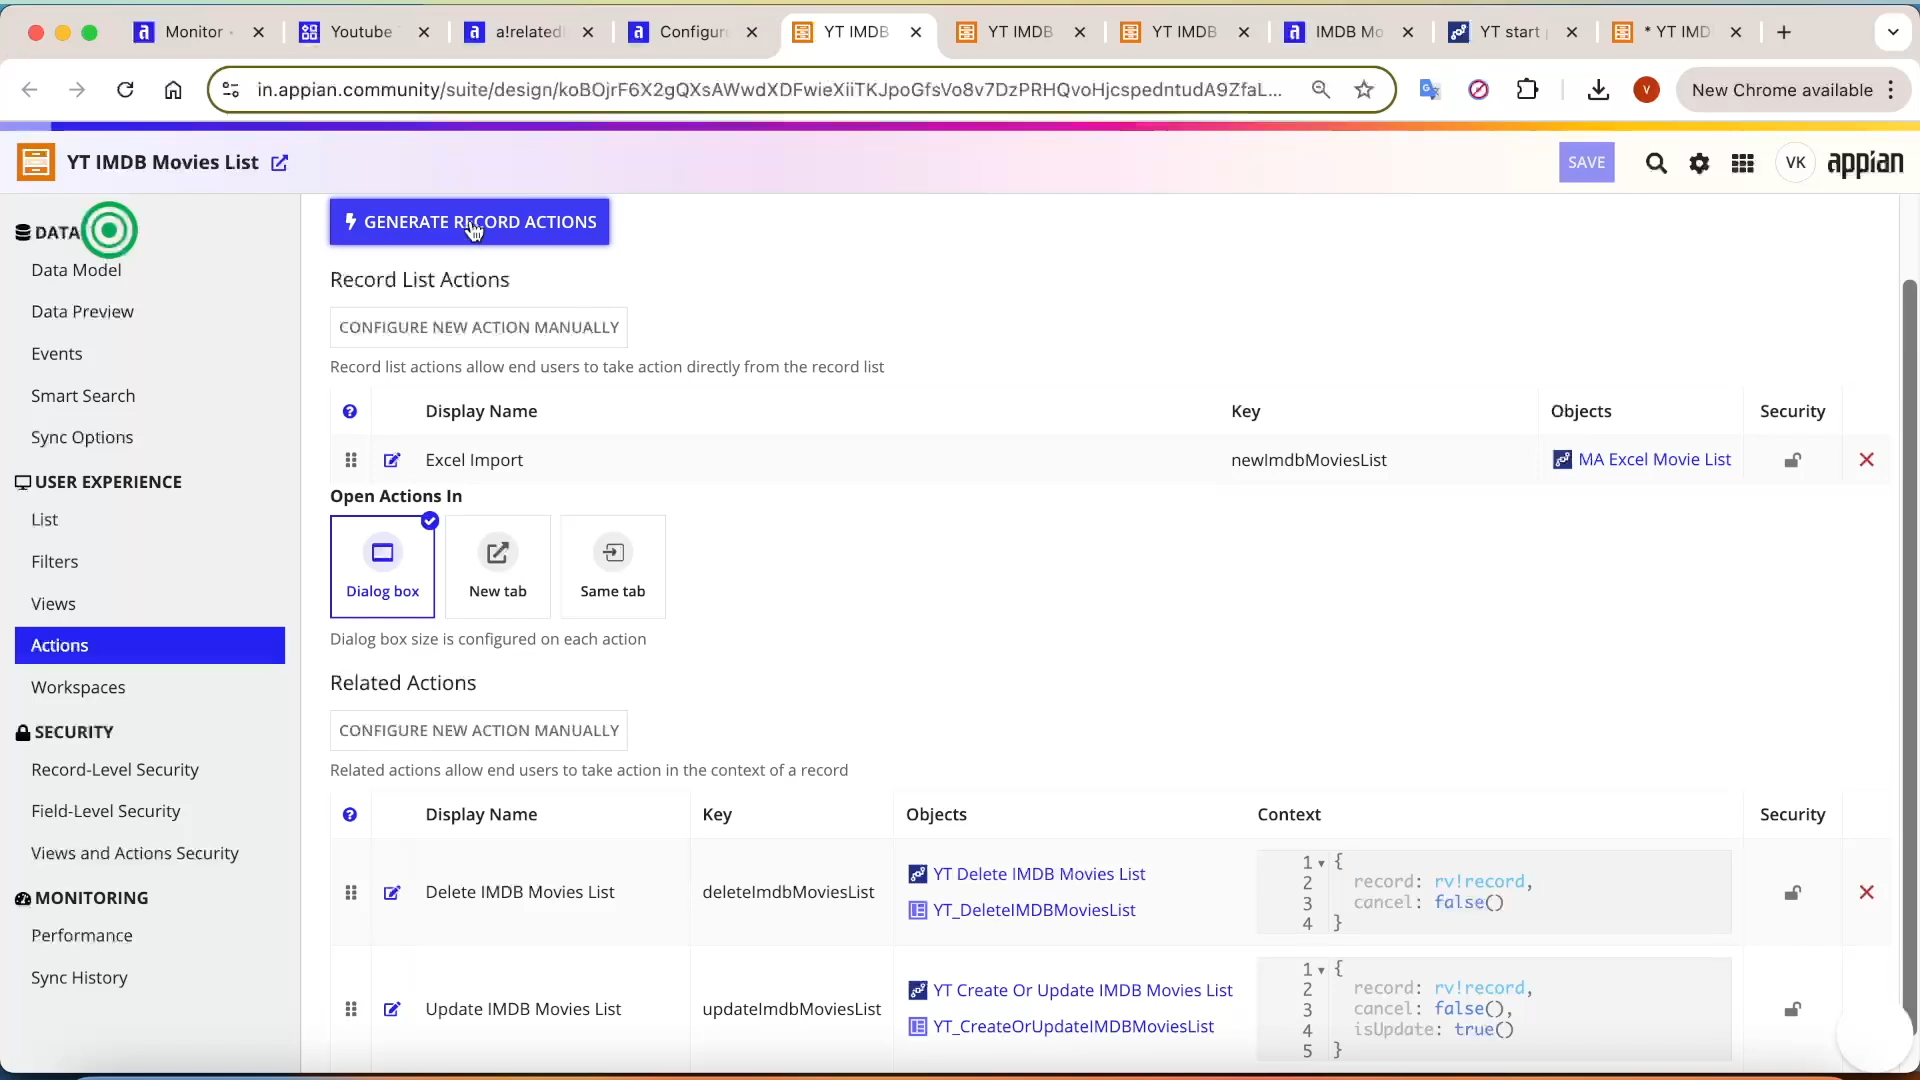 Monitor
Youtube
a!related
Configure
YT IMDB
YT IMDB
YT IMDB
IMDB Mo
YT start
* YT IMD
in.appian.community/suite/design/koBOjrF6X2gQXsAWwdXDFwieXiiTKJpoGfsVo8v7DzPRHQvoHjcspedntudA9ZfaL...
V
New Chrome available
YT IMDB Movies List
SAVE
VK
appian
DATA
Data Model
Data Preview
Events
Smart Search
Sync Options
USER EXPERIENCE
List
Filters
Views
Actions
Workspaces
SECURITY
Record-Level Security
Field-Level Security
Views and Actions Security
MONITORING
Performance
Sync History
GENERATE RECORD ACTIONS
Record List Actions
CONFIGURE NEW ACTION MANUALLY
Record list actions allow end users to take action directly from the record list
Display Name Key Objects Security
Excel Import newImdbMoviesList MA Excel Movie List
Open Actions In
Dialog box New tab Same tab
Dialog box size is configured on each action
Related Actions
CONFIGURE NEW ACTION MANUALLY
Related actions allow end users to take action in the context of a record
Display Name Key Objects Context Security
Delete IMDB Movies List deleteImdbMoviesList
YT Delete IMDB Movies List
YT_DeleteIMDBMoviesList
1 {
2 record: rv!record,
3 cancel: false()
4 }
Update IMDB Movies List updateImdbMoviesList
YT Create Or Update IMDB Movies List
YT_CreateOrUpdateIMDBMoviesList
1 {
2 record: rv!record,
3 cancel: false(),
4 isUpdate: true()
5 }